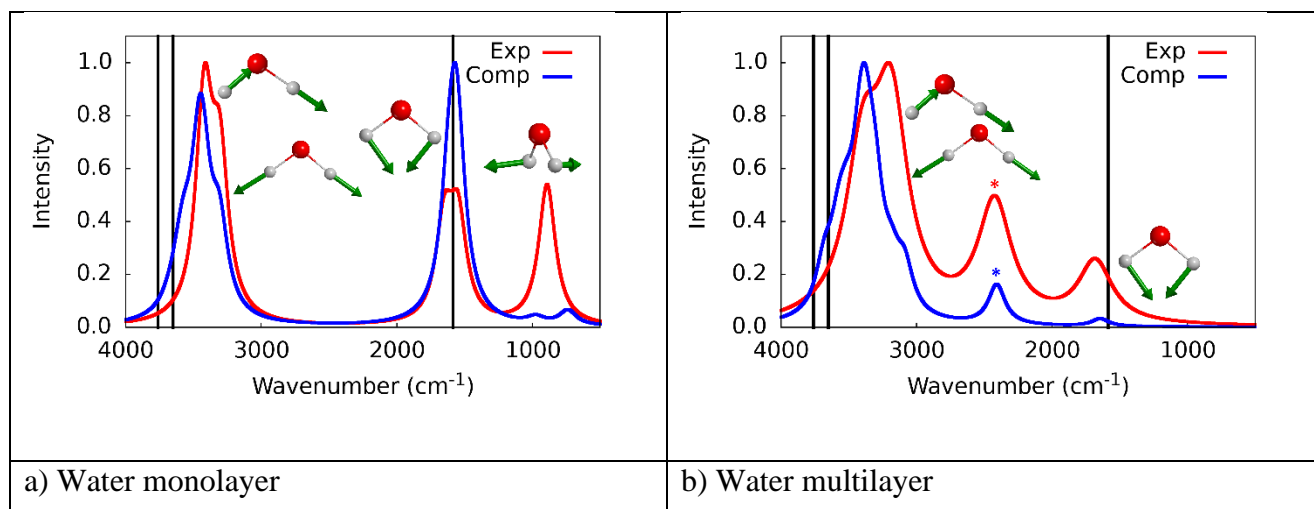 Exp
Comp
1.0
0.8
0.6
0.4
0.2
0.0
Intensity
4000 3000 2000 1000
Wavenumber (cm⁻¹)
a) Water monolayer
Exp
Comp
1.0
0.8
0.6
0.4
0.2
0.0
Intensity
*
*
4000 3000 2000 1000
Wavenumber (cm⁻¹)
b) Water multilayer